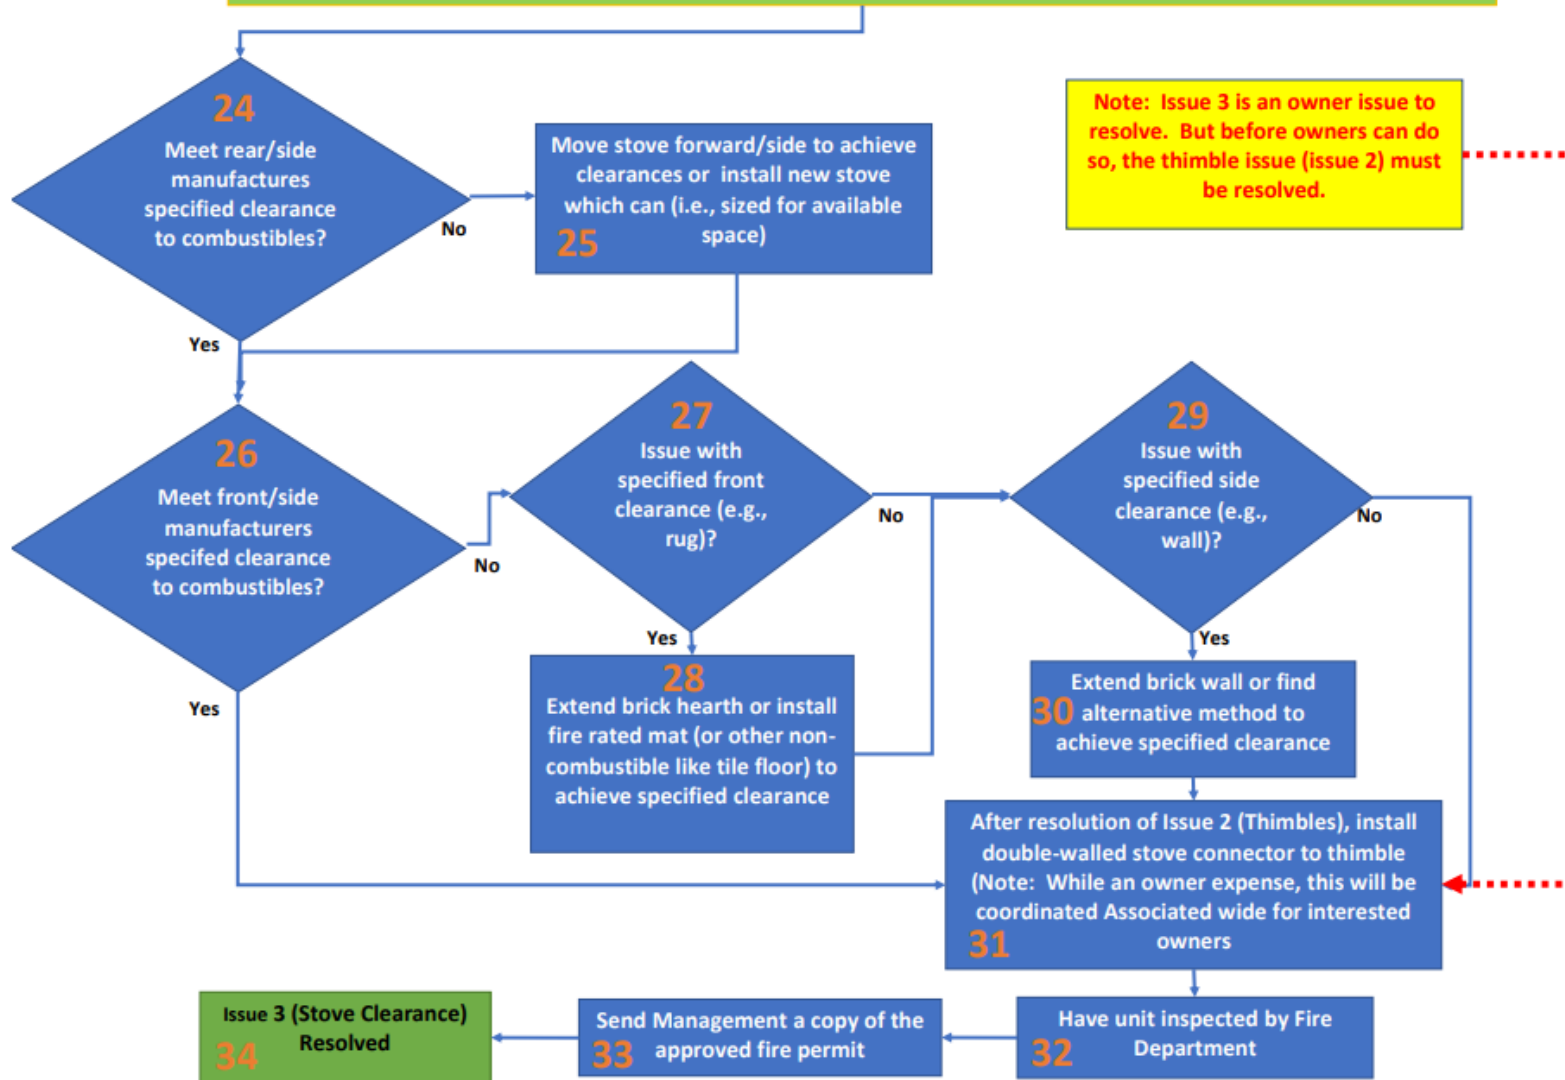 24
Meet rear/side
manufactures
specified clearance
to combustibles?
No
Yes
Move stove forward/side to achieve
clearances or install new stove
which can (i.e., sized for available
space)
25
Note: Issue 3 is an owner issue to
resolve. But before owners can do
so, the thimble issue (issue 2) must
be resolved.
26
Meet front/side
manufacturers
specifed clearance
to combustibles?
No
Yes
27
Issue with
specified front
clearance (e.g.,
rug)?
No
Yes
28
Extend brick hearth or install
fire rated mat (or other non-
combustible like tile floor) to
achieve specified clearance
29
Issue with
specified side
clearance (e.g.,
wall)?
No
Yes
Extend brick wall or find
30 alternative method to
achieve specified clearance
After resolution of Issue 2 (Thimbles), install
double-walled stove connector to thimble
(Note: While an owner expense, this will be
coordinated Associated wide for interested
owners
31
Have unit inspected by Fire
32 Department
Send Management a copy of the
33 approved fire permit
Issue 3 (Stove Clearance)
Resolved
34